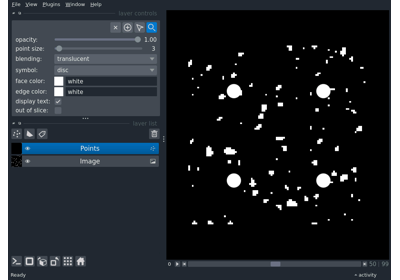 File View Plugins Window Help
layer controls
opacity: 1.00
point size: 3
blending: translucent
symbol: disc
face color: white
edge color: white
display text:
out of slice:
layer list
Points
Image
50 99
Ready
activity